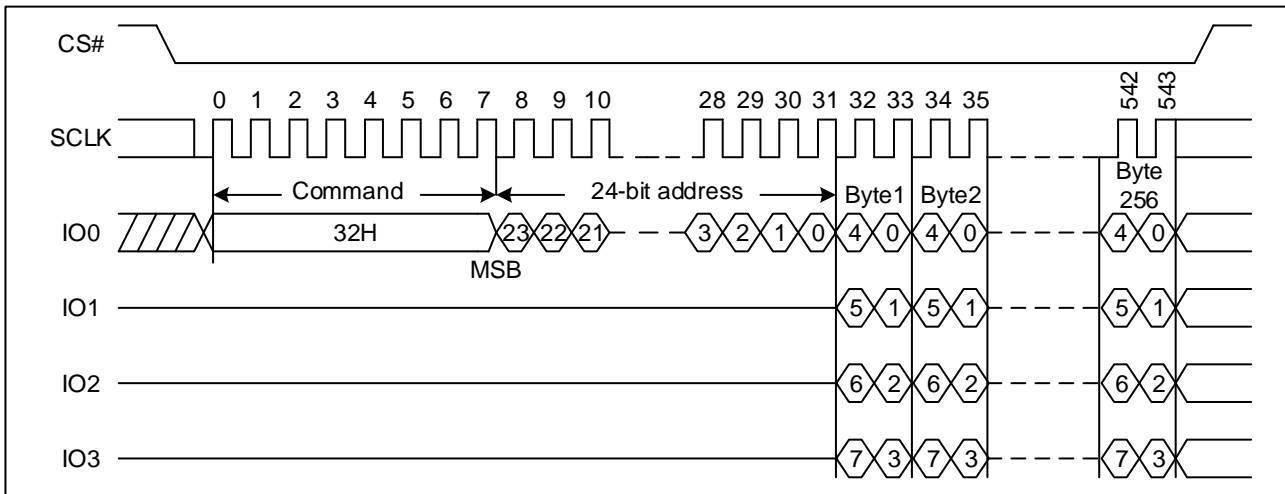 CS#
0 1 2 3 4 5 6 7 8 9 10 28 29 30 31 32 33 34 35 542 543
SCLK
Command 24-bit address Byte1 Byte2 Byte
256
IO0 32H 23 22 21 3 2 1 0 4 0 4 0 4 0
MSB
IO1 5 1 5 1 5 1
IO2 6 2 6 2 6 2
IO3 7 3 7 3 7 3